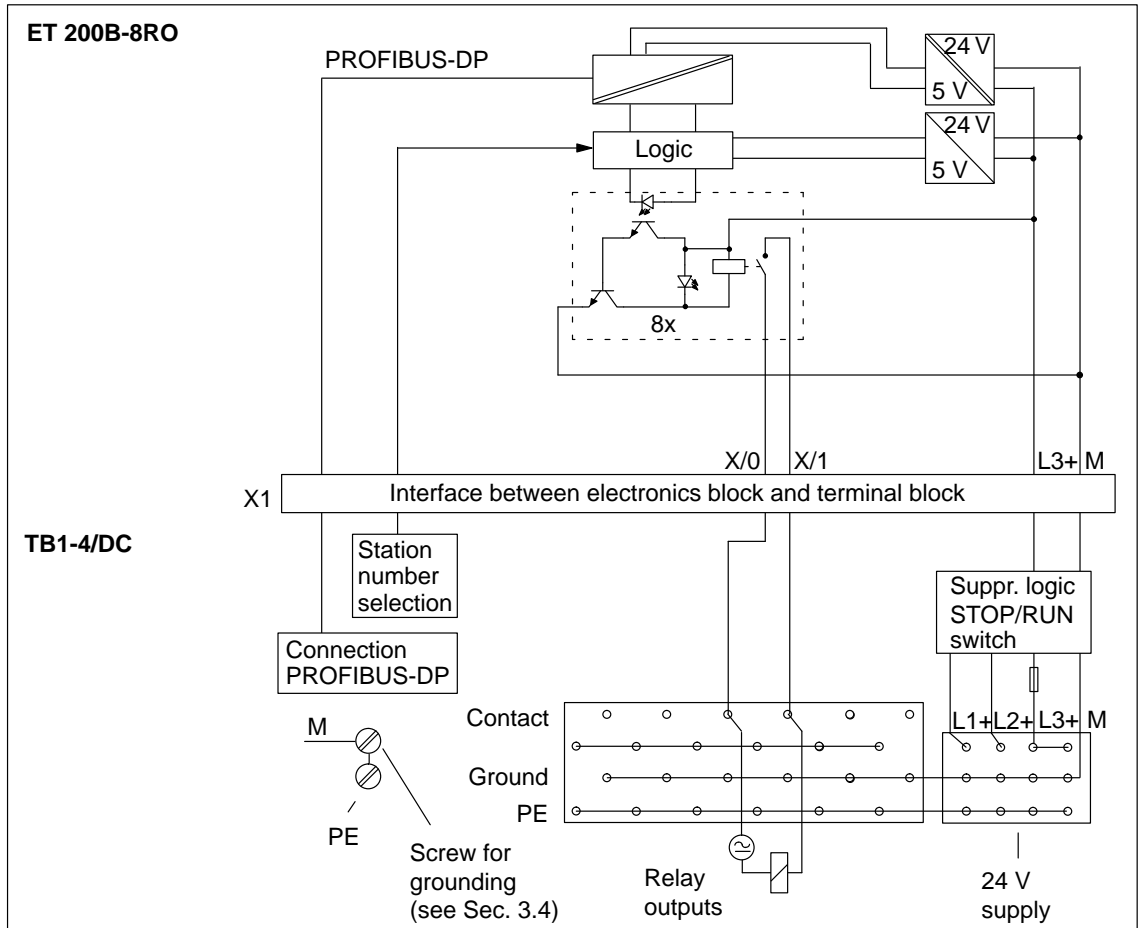 ET 200B-8RO
PROFIBUS-DP
24 V
5 V
24 V
5 V
Logic
8x
X/0
X/1
L3+
M
X1
Interface between electronics block and terminal block
TB1-4/DC
Station
number
selection
Suppr. logic
STOP/RUN
switch
Connection
PROFIBUS-DP
Contact
L1+
L2+
L3+
M
M
Ground
PE
PE
Screw for
grounding
(see Sec. 3.4)
Relay
outputs
24 V
supply